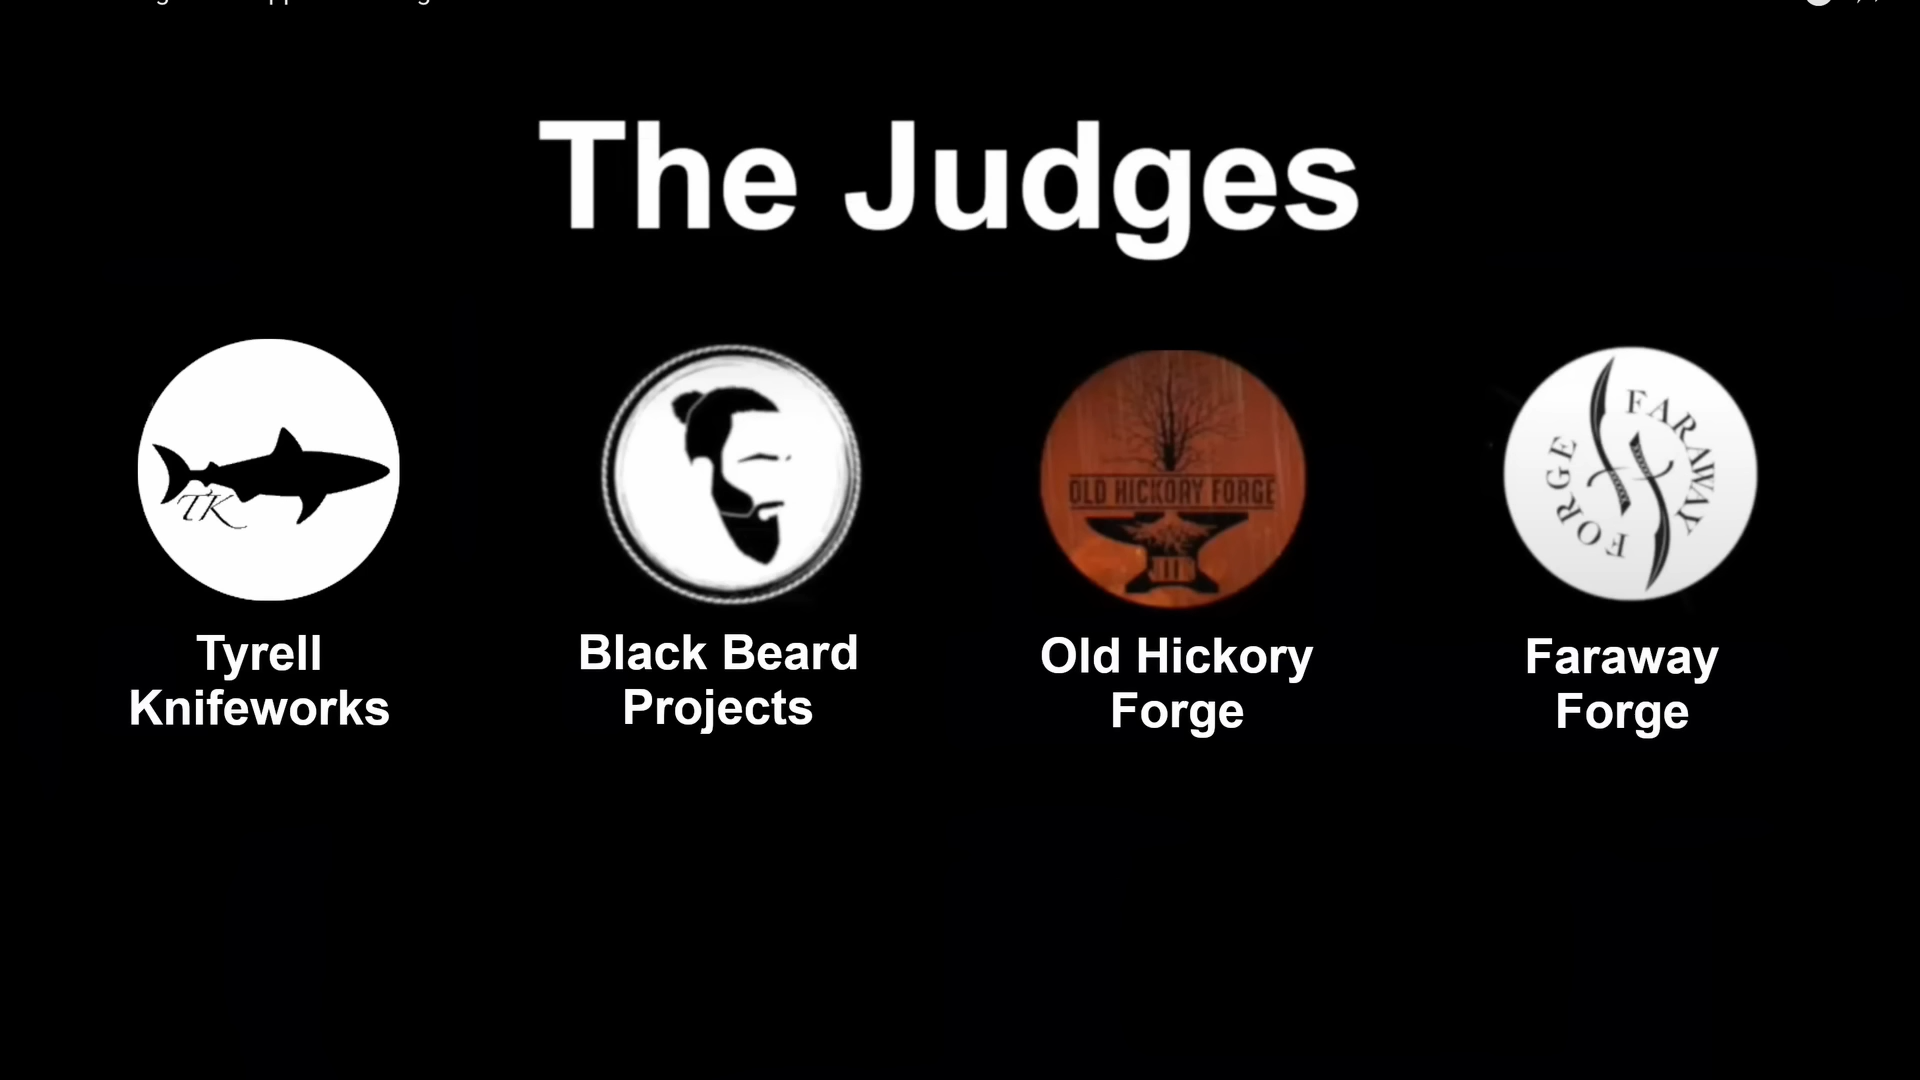 The Judges
TK
OLD HICKORY FORGE
FARAWAY
FORGE
Tyrell
Knifeworks
Black Beard
Projects
Old Hickory
Forge
Faraway
Forge